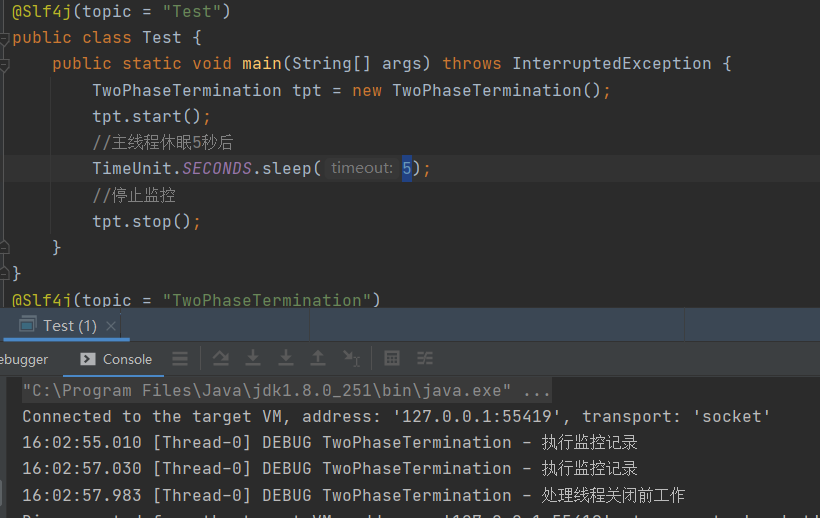 @Slf4j(topic = "Test")
public class Test {
public static void main(String[] args) throws InterruptedException {
TwoPhaseTermination tpt = new TwoPhaseTermination();
tpt.start();
//主线程休眠5秒后
TimeUnit.SECONDS.sleep( timeout: 5);
//停止监控
tpt.stop();
}
}
@Slf4j(topic = "TwoPhaseTermination")
Test (1) ×
ebugger Console
"C:\Program Files\Java\jdk1.8.0_251\bin\java.exe" ...
Connected to the target VM, address: '127.0.0.1:55419', transport: 'socket'
16:02:55.010 [Thread-0] DEBUG TwoPhaseTermination - 执行监控记录
16:02:57.030 [Thread-0] DEBUG TwoPhaseTermination - 执行监控记录
16:02:57.983 [Thread-0] DEBUG TwoPhaseTermination - 处理线程关闭前工作